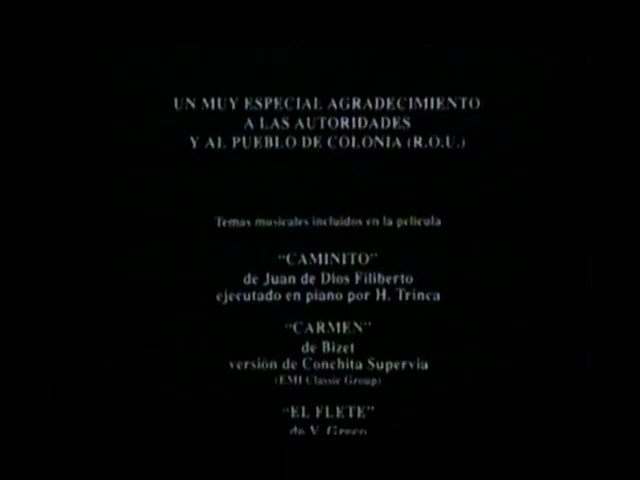 UN MUY ESPECIAL AGRADECIMIENTO
A LAS AUTORIDADES
Y AL PUEBLO DE COLONIA (R.O.U.)
Temas musicales incluidos en la película
"CAMINITO"
de Juan de Dios Filiberto
ejecutado en piano por H. Trinca
"CARMEN"
de Bizet
versión de Conchita Supervía
(EMI Classic Group)
"EL FLETE"
de V. Greco